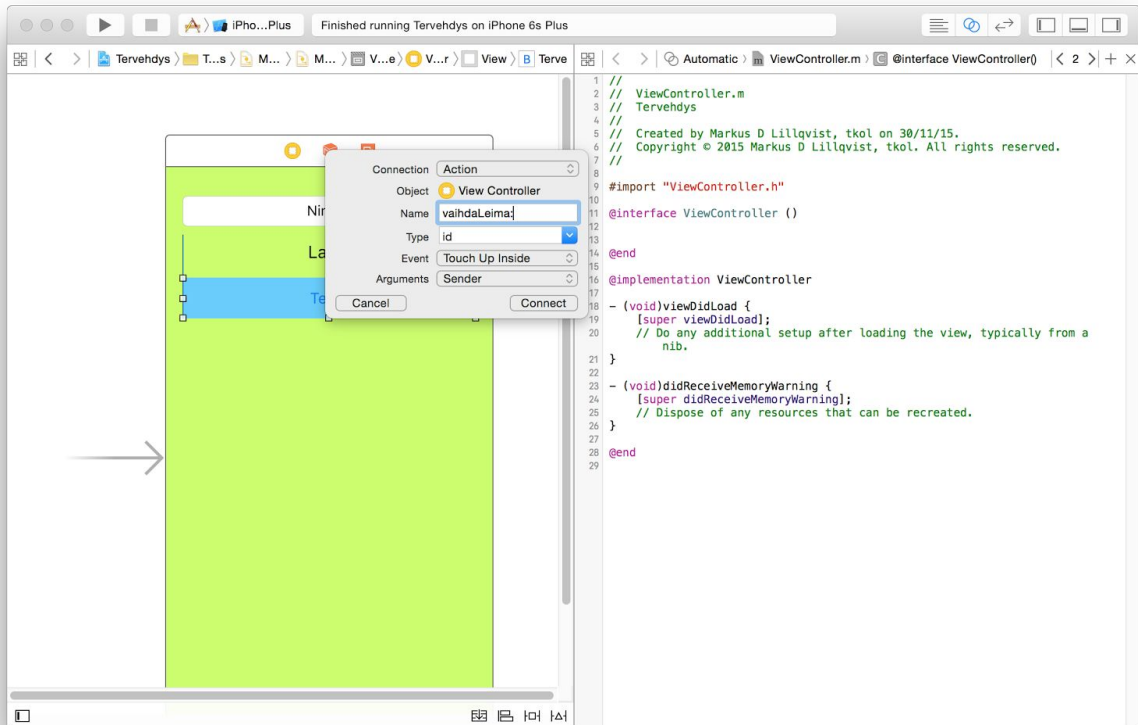 iPho...Plus
Finished running Tervehdys on iPhone 6s Plus
Tervehdys
T...s
M...
M...
V...e
V...r
View
B
Terve
Automatic
ViewController.m
@interface ViewController()
2
Connection Action
Object View Controller
Name vaihdaLeima:
Type id
Event Touch Up Inside
Arguments Sender
Cancel
Connect
Nir
La
Te
1 //
2 // ViewController.m
3 // Tervehdys
4 //
5 // Created by Markus D Lillqvist, tkol on 30/11/15.
6 // Copyright © 2015 Markus D Lillqvist, tkol. All rights reserved.
7 //
8
9 #import "ViewController.h"
10
11 @interface ViewController ()
12
13
14 @end
15
16 @implementation ViewController
17
18 - (void)viewDidLoad {
19 [super viewDidLoad];
20 // Do any additional setup after loading the view, typically from a
nib.
21 }
22
23 - (void)didReceiveMemoryWarning {
24 [super didReceiveMemoryWarning];
25 // Dispose of any resources that can be recreated.
26 }
27
28 @end
29